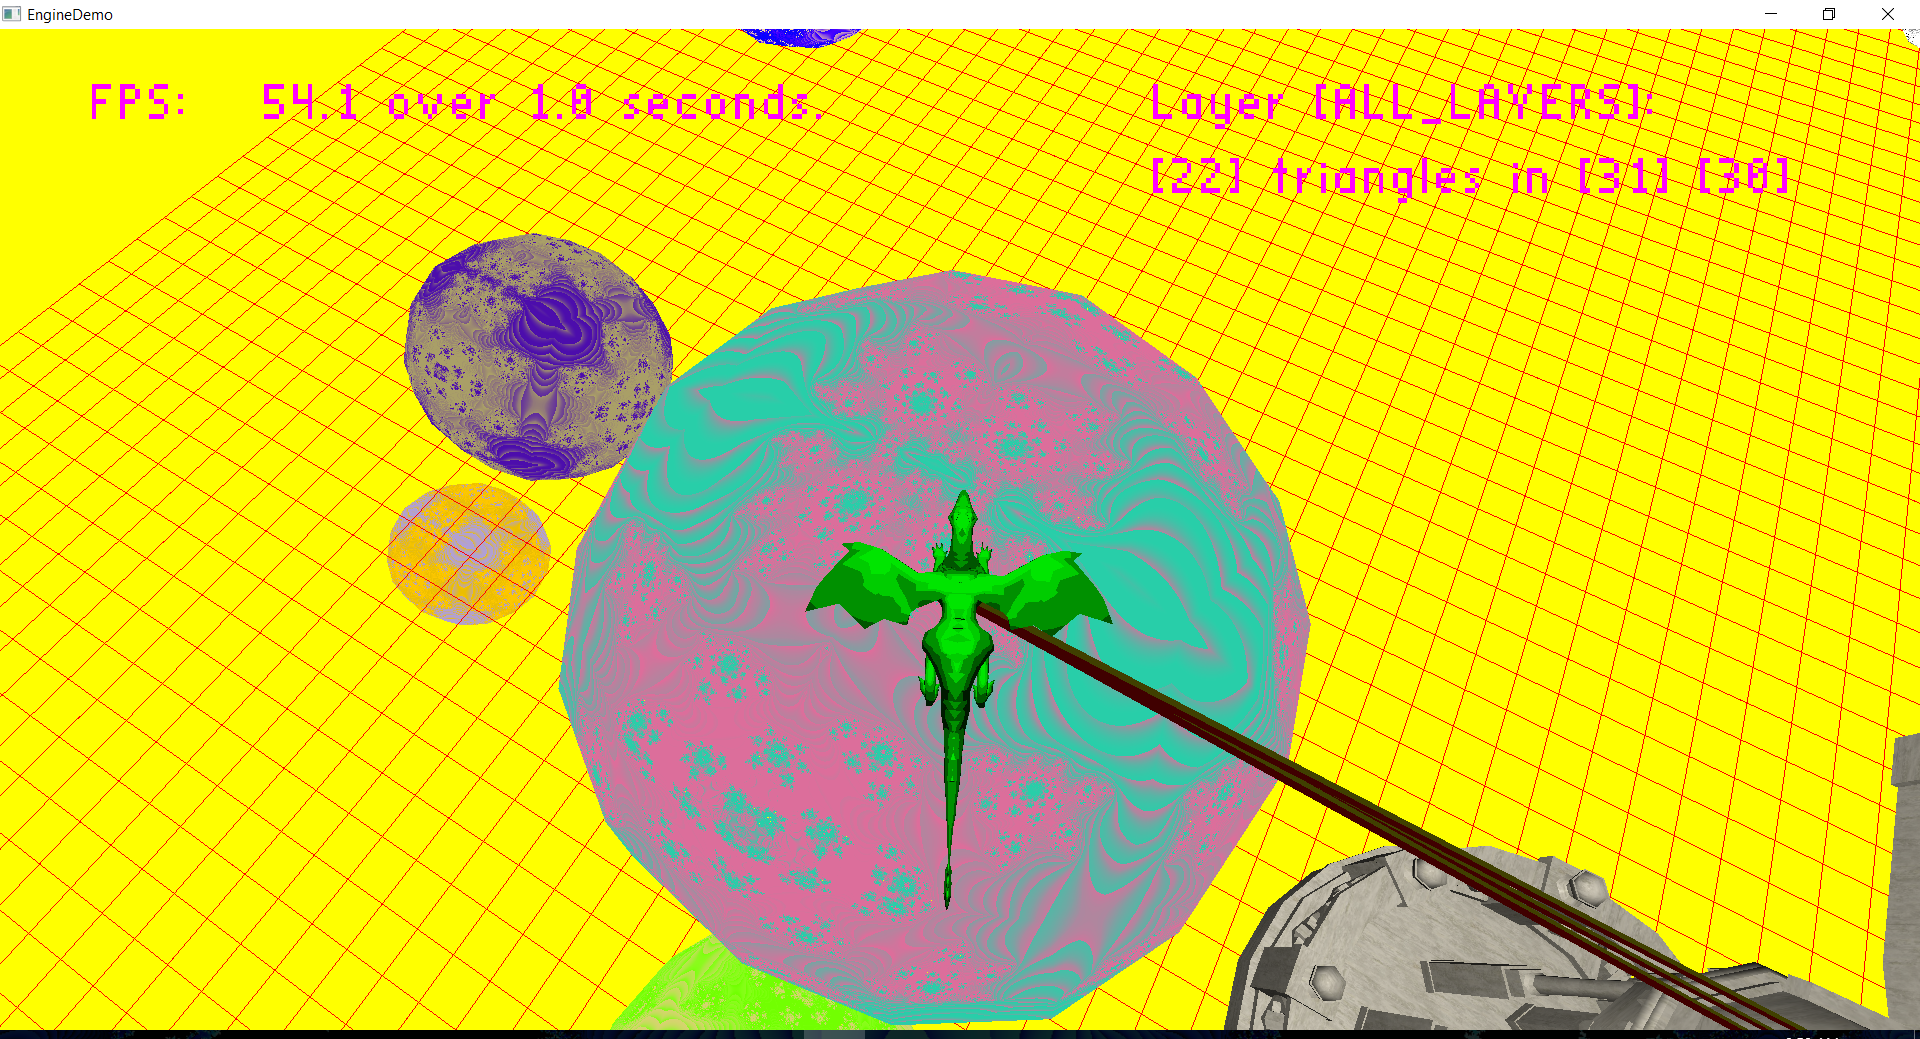 EngineDemo
FPS: 54.1 over 1.0 seconds.
Layer [ALL_LAYERS]:
[22] triangles in [31] [30]